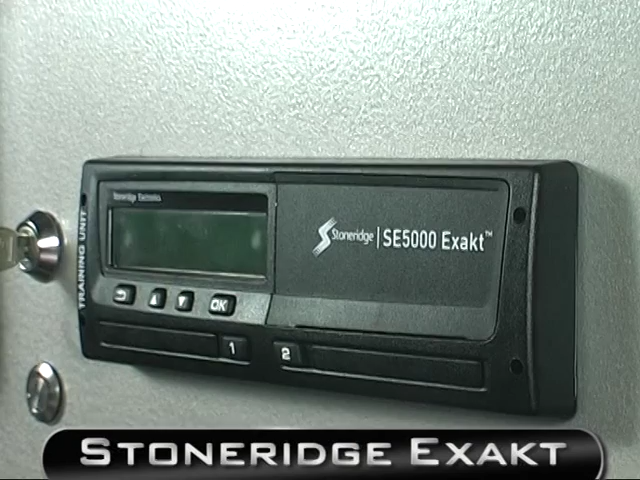 Stoneridge Electronics
Stoneridge | SE5000 Exakt™
TRAINING UNIT
OK
1
2
STONERIDGE EXAKT